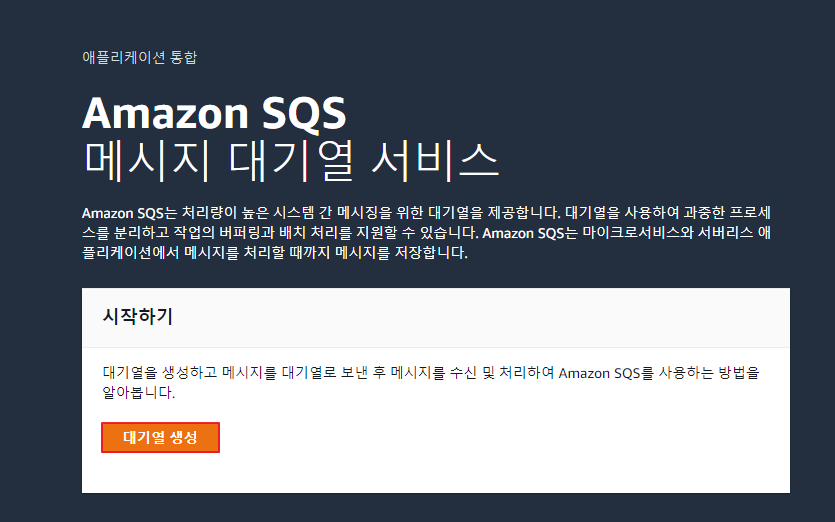 애플리케이션 통합
Amazon SQS
메시지 대기열 서비스
Amazon SQS는 처리량이 높은 시스템 간 메시징을 위한 대기열을 제공합니다. 대기열을 사용하여 과중한 프로세
스를 분리하고 작업의 버퍼링과 배치 처리를 지원할 수 있습니다. Amazon SQS는 마이크로서비스와 서버리스 애
플리케이션에서 메시지를 처리할 때까지 메시지를 저장합니다.
시작하기
대기열을 생성하고 메시지를 대기열로 보낸 후 메시지를 수신 및 처리하여 Amazon SQS를 사용하는 방법을
알아봅니다.
대기열 생성